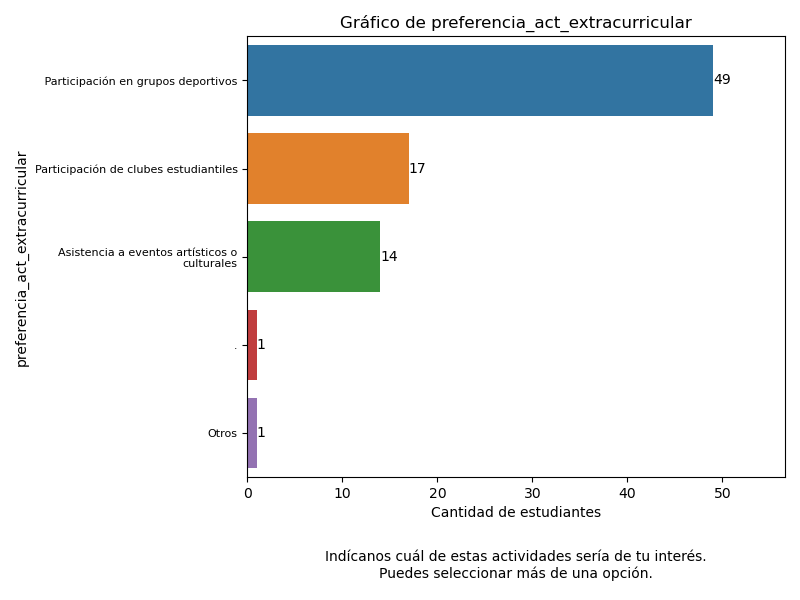 Gráfico de preferencia_act_extracurricular
preferencia_act_extracurricular
Participación en grupos deportivos
49
Participación de clubes estudiantiles
17
Asistencia a eventos artísticos o
culturales
14
.
1
Otros
1
0 10 20 30 40 50
Cantidad de estudiantes
Indícanos cuál de estas actividades sería de tu interés.
Puedes seleccionar más de una opción.